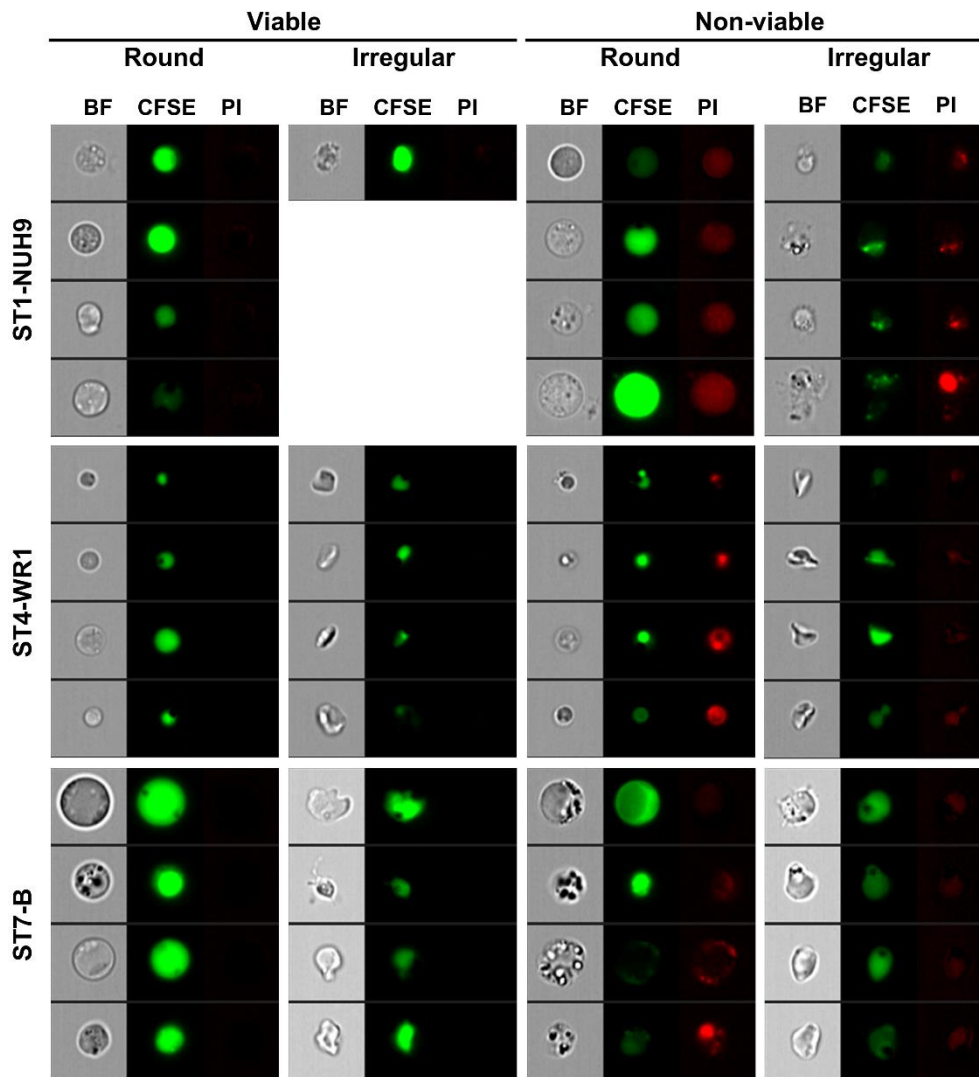 Viable Non-viable
Round Irregular Round Irregular
BF CFSE PI BF CFSE PI BF CFSE PI BF CFSE PI
ST1-NUH9
ST4-WR1
ST7-B